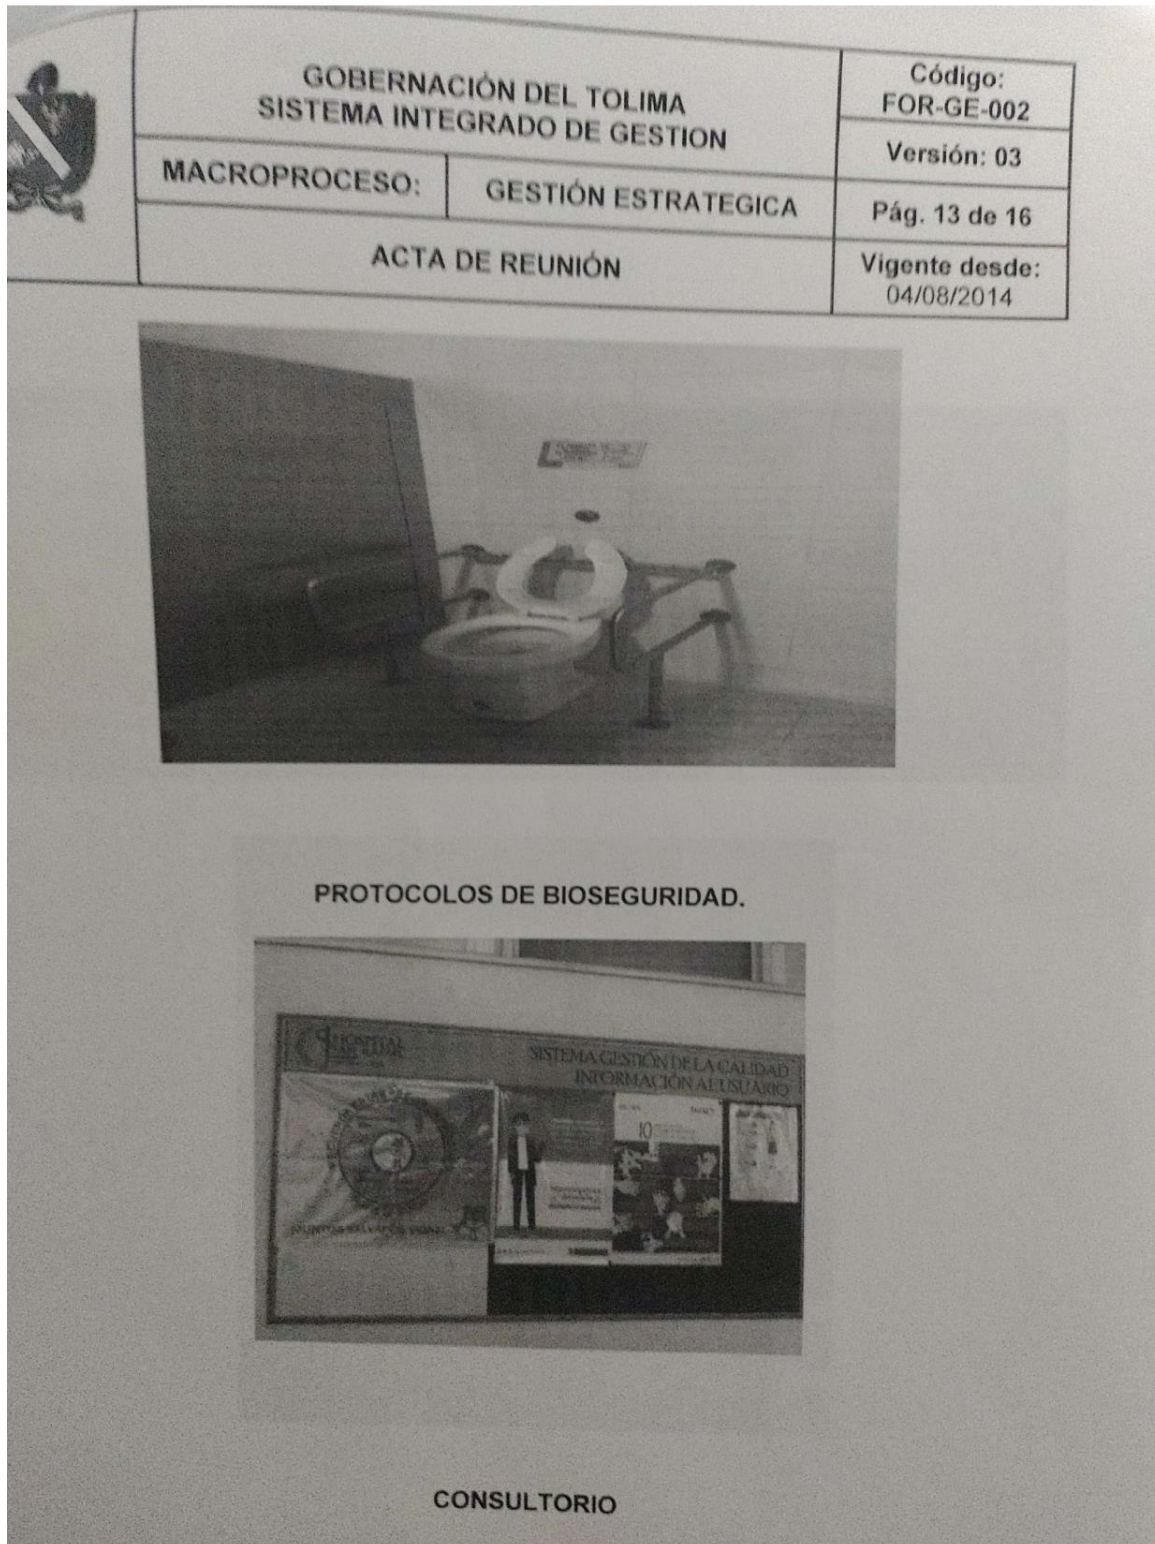 GOBERNACIÓN DEL TOLIMA
SISTEMA INTEGRADO DE GESTION
MACROPROCESO:
GESTIÓN ESTRATEGICA
ACTA DE REUNIÓN
Código:
FOR-GE-002
Versión: 03
Pág. 13 de 16
Vigente desde:
04/08/2014
PROTOCOLOS DE BIOSEGURIDAD.
HOSPITAL
SISTEMA GESTIÓN DE LA CALIDAD
INFORMACIÓN AL USUARIO
10
CONSULTORIO